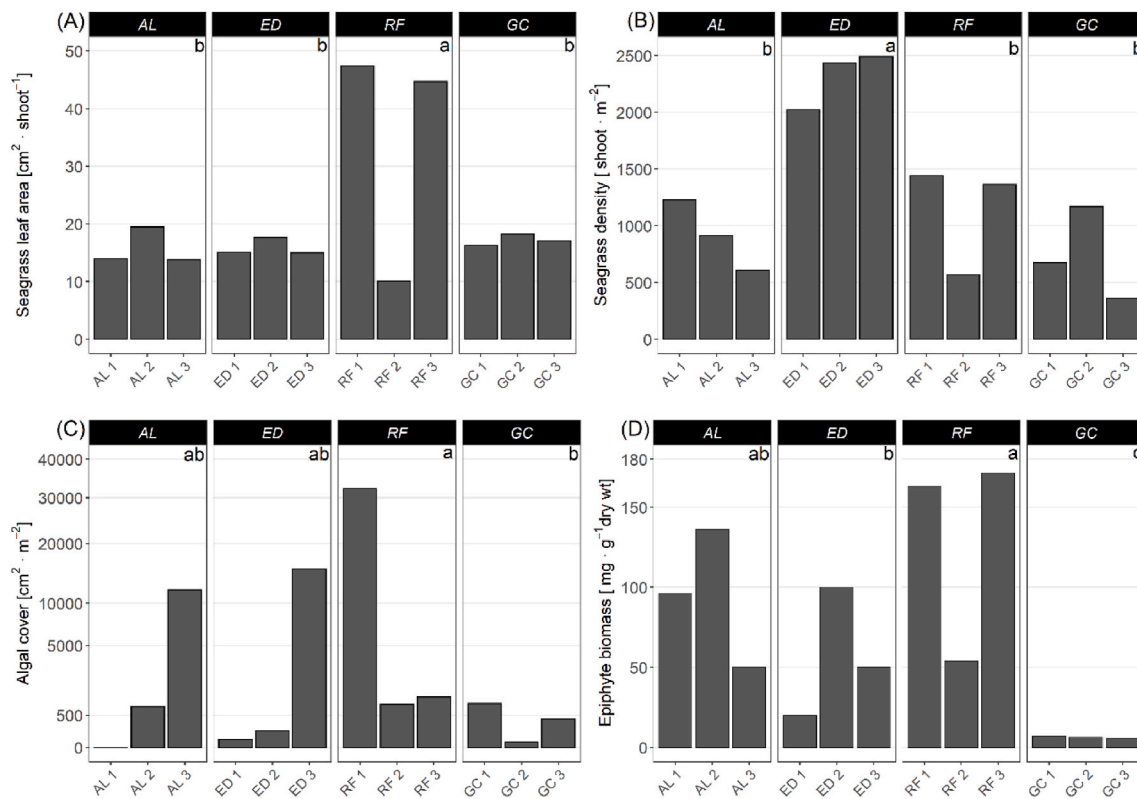 (A)
AL ED RF GC
b b a b
Seagrass leaf area [cm² · shoot⁻¹]
50
40
30
20
10
0
AL 1 AL 2 AL 3 ED 1 ED 2 ED 3 RF 1 RF 2 RF 3 GC 1 GC 2 GC 3
(B)
AL ED RF GC
b a b b
Seagrass density [ shoot · m⁻²]
2500
2000
1500
1000
500
0
AL 1 AL 2 AL 3 ED 1 ED 2 ED 3 RF 1 RF 2 RF 3 GC 1 GC 2 GC 3
(C)
AL ED RF GC
ab ab a b
Algal cover [cm² · m⁻²]
40000
30000
20000
10000
5000
500
0
AL 1 AL 2 AL 3 ED 1 ED 2 ED 3 RF 1 RF 2 RF 3 GC 1 GC 2 GC 3
(D)
AL ED RF GC
ab b a
Epiphyte biomass [ mg · g⁻¹dry wt]
180
150
100
50
0
AL 1 AL 2 AL 3 ED 1 ED 2 ED 3 RF 1 RF 2 RF 3 GC 1 GC 2 GC 3